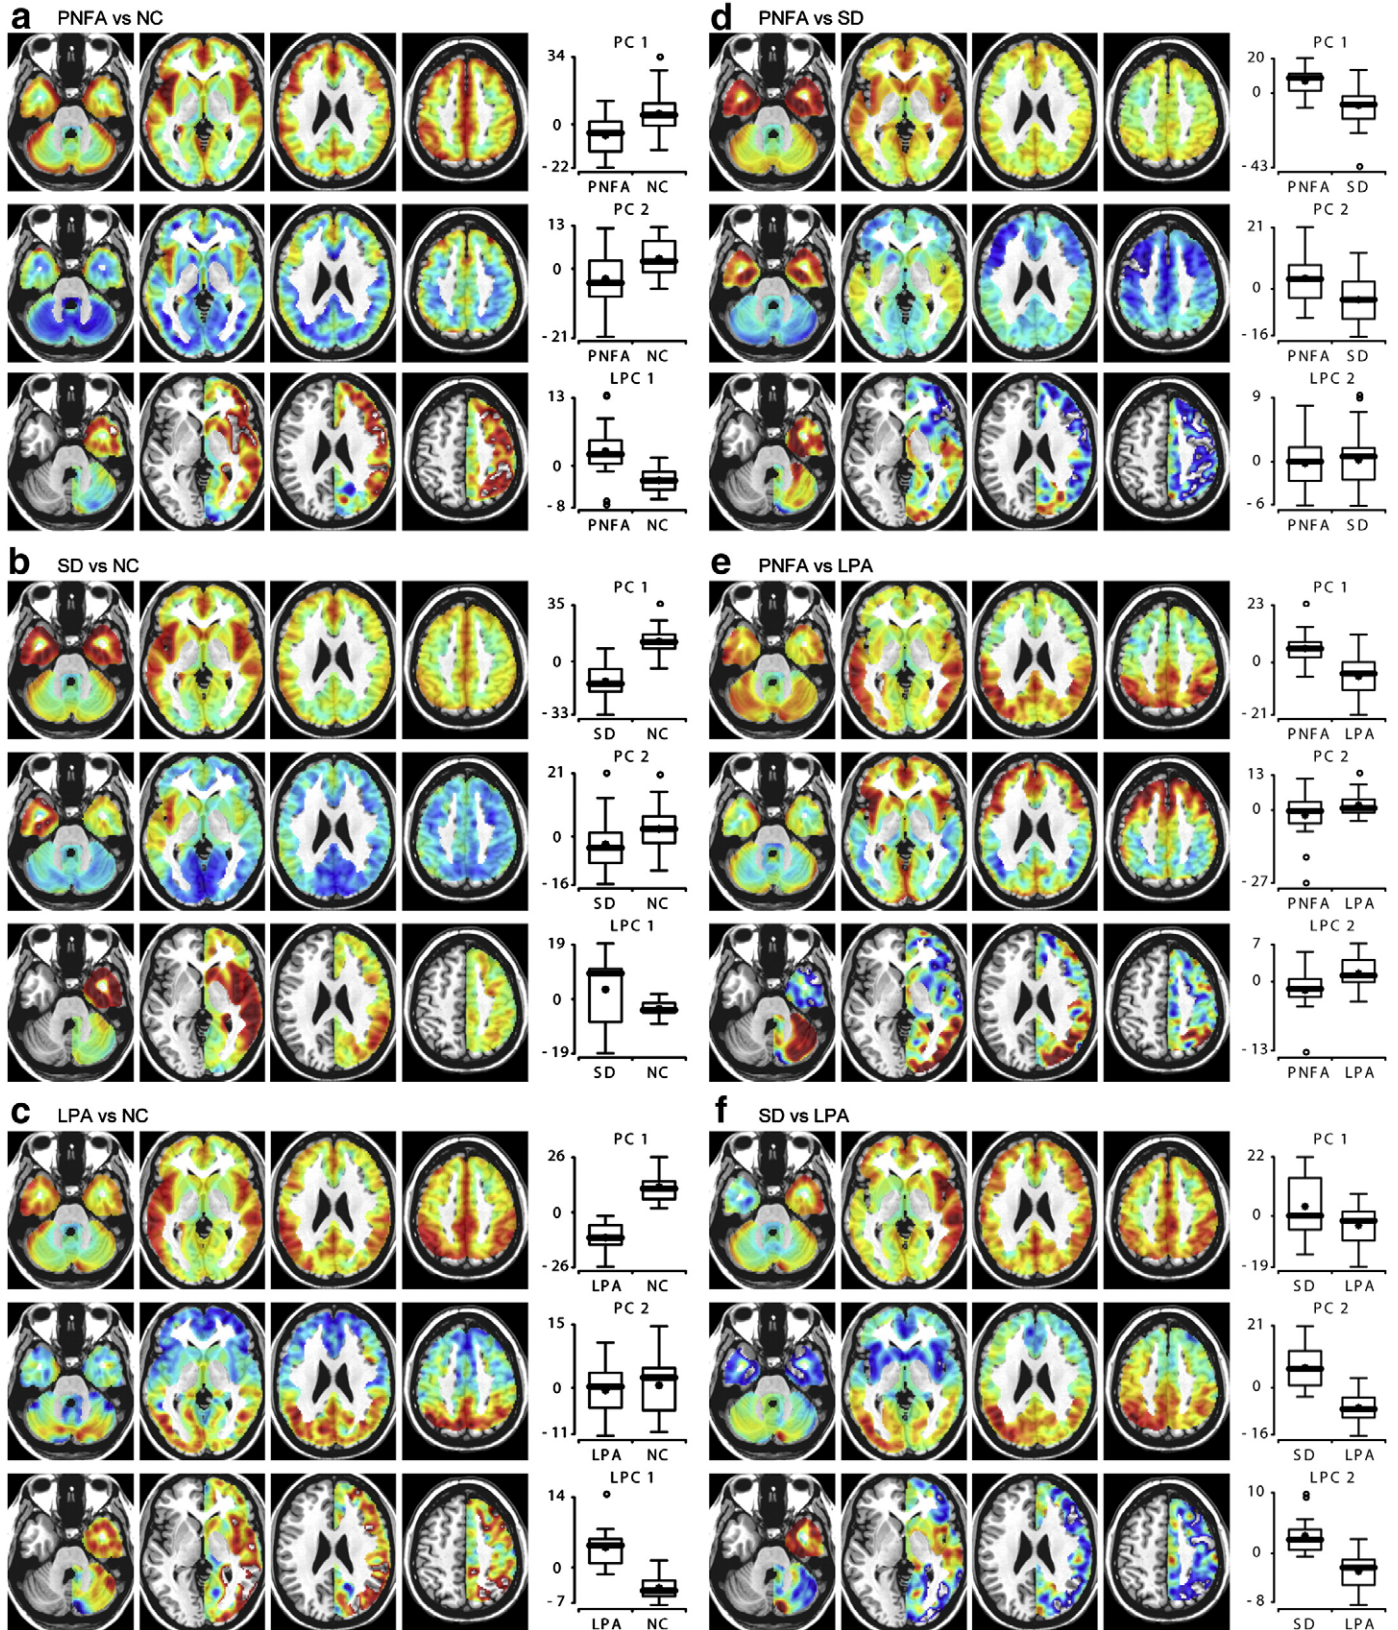 a PNFA vs NC
PC 1
34
0
- 22
PNFA NC
PC 2
13
0
- 21
PNFA NC
LPC 1
13
0
- 8
PNFA NC
b SD vs NC
PC 1
35
0
- 33
SD NC
PC 2
21
0
- 16
SD NC
LPC 1
19
0
- 19
SD NC
c LPA vs NC
PC 1
26
0
- 26
LPA NC
PC 2
15
0
- 11
LPA NC
LPC 1
14
0
- 7
LPA NC
d PNFA vs SD
PC 1
20
0
- 43
PNFA SD
PC 2
21
0
- 16
PNFA SD
LPC 2
9
0
- 6
PNFA SD
e PNFA vs LPA
PC 1
23
0
- 21
PNFA LPA
PC 2
13
0
- 27
PNFA LPA
LPC 2
7
0
- 13
PNFA LPA
f SD vs LPA
PC 1
22
0
- 19
SD LPA
PC 2
21
0
- 16
SD LPA
LPC 2
10
0
- 8
SD LPA